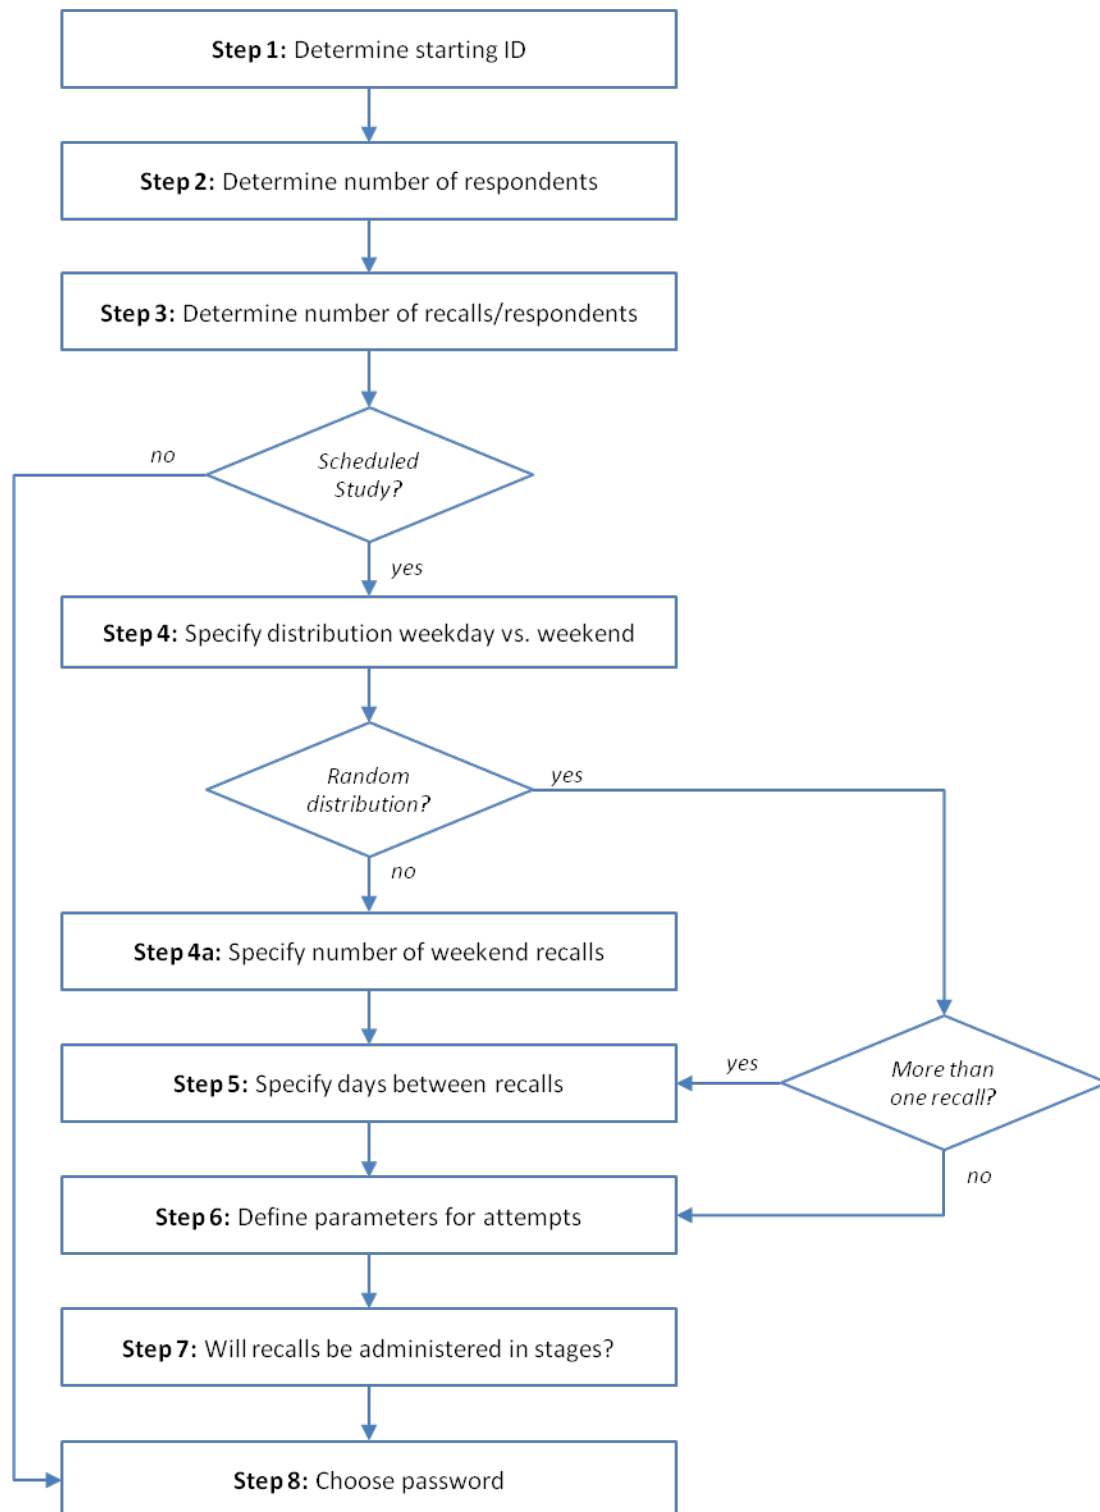 Step 1: Determine starting ID
Step 2: Determine number of respondents
Step 3: Determine number of recalls/respondents
no
Scheduled
Study?
yes
Step 4: Specify distribution weekday vs. weekend
Random
distribution?
yes
no
Step 4a: Specify number of weekend recalls
Step 5: Specify days between recalls
yes
More than
one recall?
no
Step 6: Define parameters for attempts
Step 7: Will recalls be administered in stages?
Step 8: Choose password